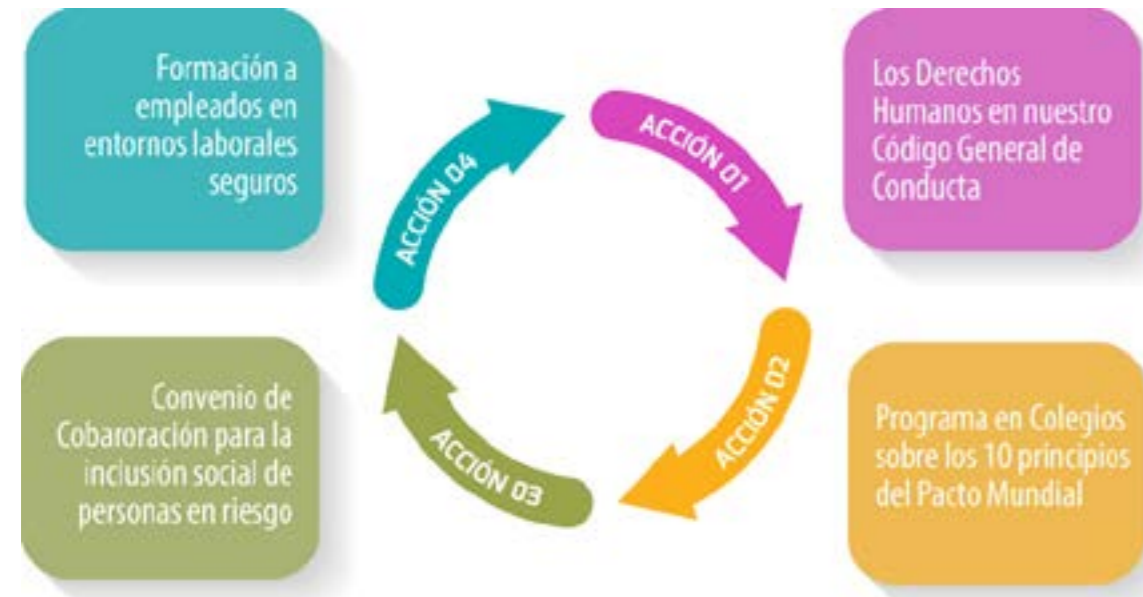 Formación a
empleados en
entornos laborales
seguros
ACCIÓN 04
ACCIÓN 01
Los Derechos
Humanos en nuestro
Código General de
Conducta
Convenio de
Cobaroración para la
inclusión social de
personas en riesgo
ACCIÓN 03
ACCIÓN 02
Programa en Colegios
sobre los 10 principios
del Pacto Mundial